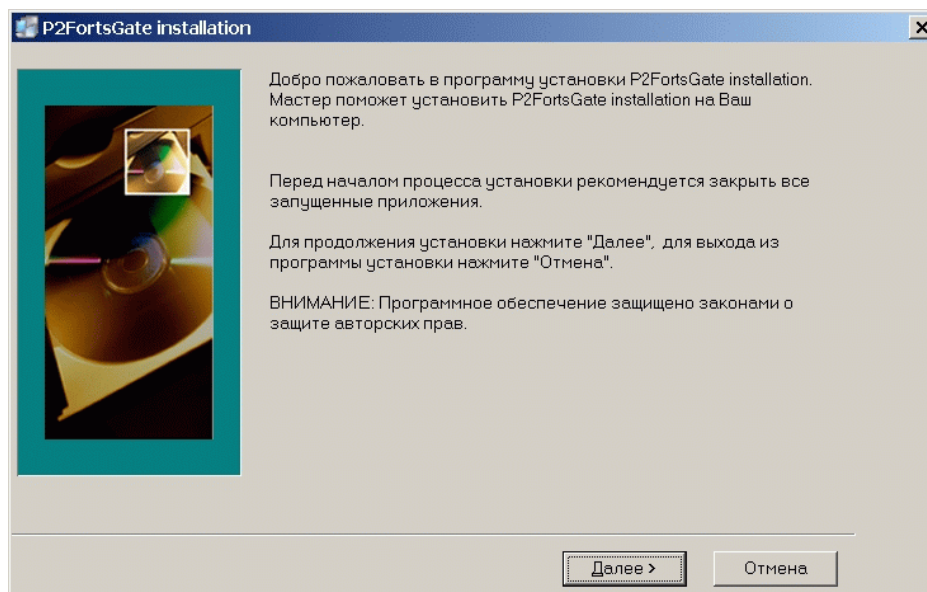 P2FortsGate installation
Добро пожаловать в программу установки P2FortsGate installation.
Мастер поможет установить P2FortsGate installation на Ваш
компьютер.
Перед началом процесса установки рекомендуется закрыть все
запущенные приложения.
Для продолжения установки нажмите "Далее", для выхода из
программы установки нажмите "Отмена".
ВНИМАНИЕ: Программное обеспечение защищено законами о
защите авторских прав.
Далее >
Отмена